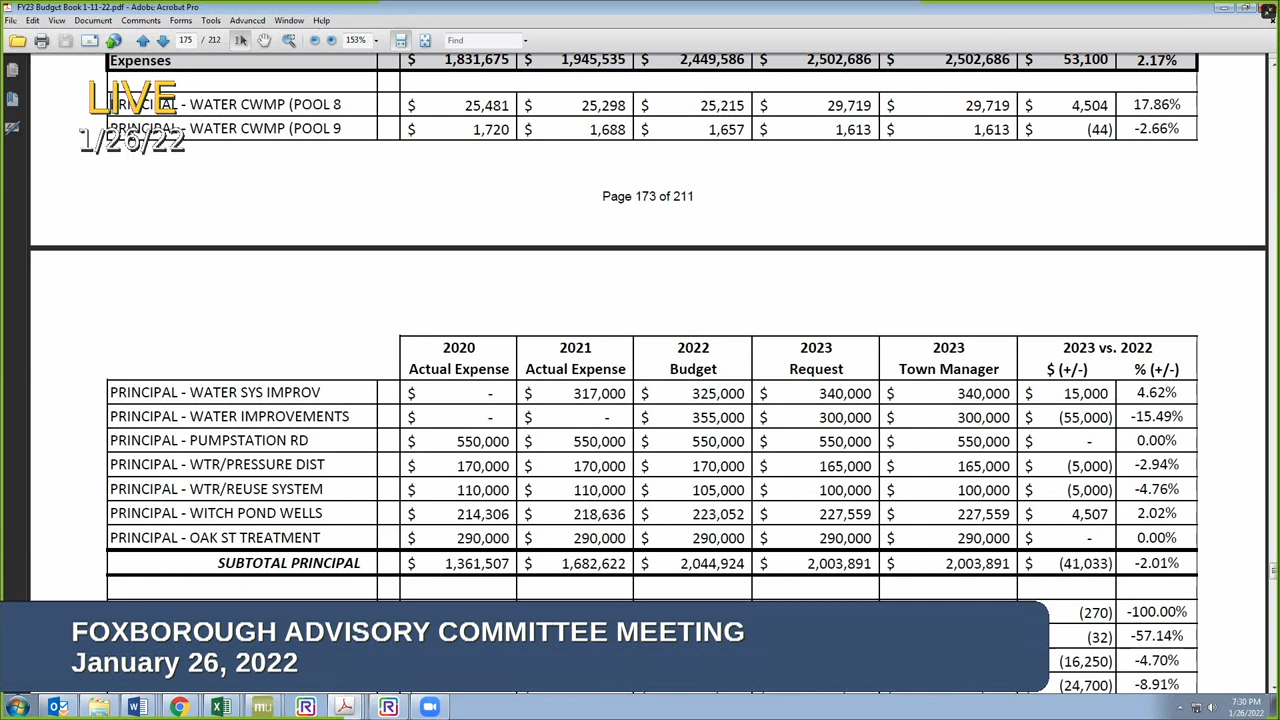 FY23 Budget Book 1-11-22.pdf - Adobe Acrobat Pro
File Edit View Document Comments Forms Tools Advanced Window Help
175 / 212 153% Find
Expenses $ 1,831,675 $ 1,945,535 $ 2,449,586 $ 2,502,686 $ 2,502,686 $ 53,100 2.17%
LIVE
1/26/22
PRINCIPAL - WATER CWMP (POOL 8 $ 25,481 $ 25,298 $ 25,215 $ 29,719 $ 29,719 $ 4,504 17.86%
PRINCIPAL - WATER CWMP (POOL 9 $ 1,720 $ 1,688 $ 1,657 $ 1,613 $ 1,613 $ (44) -2.66%
Page 173 of 211
2020 2021 2022 2023 2023 2023 vs. 2022
Actual Expense Actual Expense Budget Request Town Manager $ (+/-) % (+/-)
PRINCIPAL - WATER SYS IMPROV $ - $ 317,000 $ 325,000 $ 340,000 $ 340,000 $ 15,000 4.62%
PRINCIPAL - WATER IMPROVEMENTS $ - $ - $ 355,000 $ 300,000 $ 300,000 $ (55,000) -15.49%
PRINCIPAL - PUMPSTATION RD $ 550,000 $ 550,000 $ 550,000 $ 550,000 $ 550,000 $ - 0.00%
PRINCIPAL - WTR/PRESSURE DIST $ 170,000 $ 170,000 $ 170,000 $ 165,000 $ 165,000 $ (5,000) -2.94%
PRINCIPAL - WTR/REUSE SYSTEM $ 110,000 $ 110,000 $ 105,000 $ 100,000 $ 100,000 $ (5,000) -4.76%
PRINCIPAL - WITCH POND WELLS $ 214,306 $ 218,636 $ 223,052 $ 227,559 $ 227,559 $ 4,507 2.02%
PRINCIPAL - OAK ST TREATMENT $ 290,000 $ 290,000 $ 290,000 $ 290,000 $ 290,000 $ - 0.00%
SUBTOTAL PRINCIPAL $ 1,361,507 $ 1,682,622 $ 2,044,924 $ 2,003,891 $ 2,003,891 $ (41,033) -2.01%
(270) -100.00%
(32) -57.14%
(16,250) -4.70%
(24,700) -8.91%
FOXBOROUGH ADVISORY COMMITTEE MEETING
January 26, 2022
mu
7:30 PM
1/26/2022